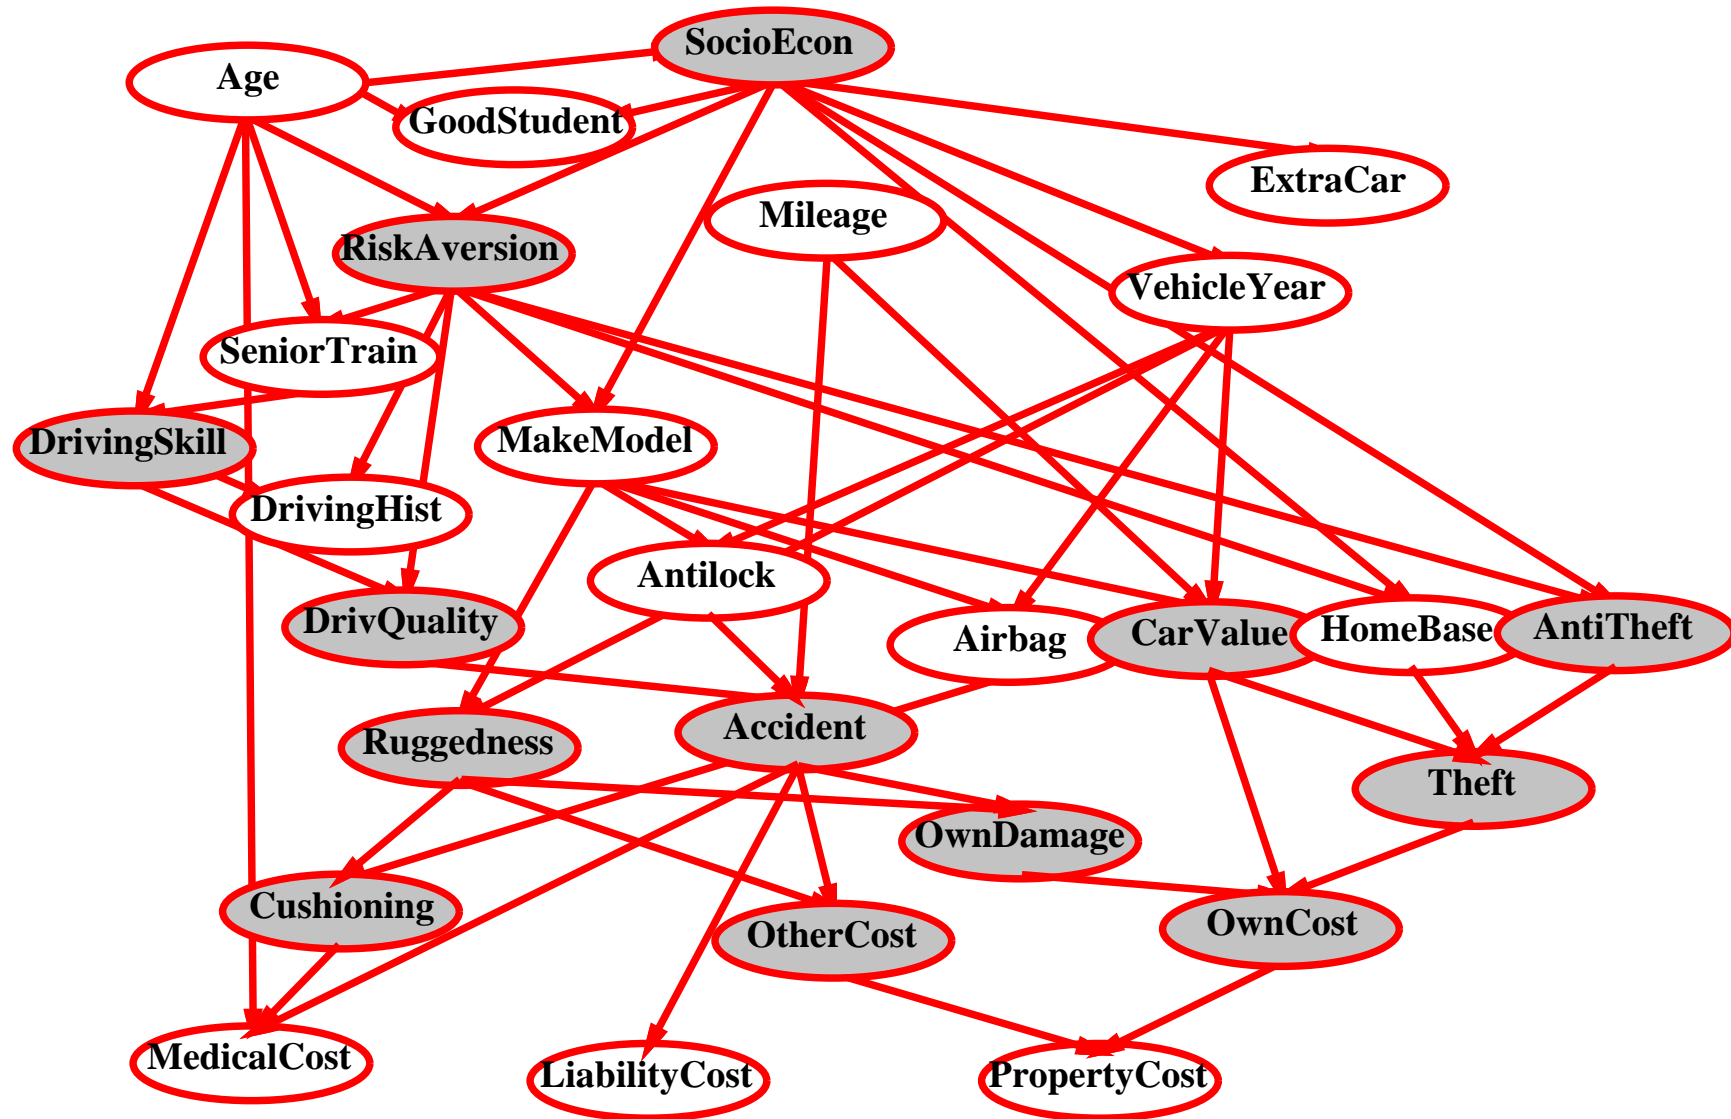 SocioEcon
Age
GoodStudent
ExtraCar
Mileage
RiskAversion
VehicleYear
SeniorTrain
DrivingSkill
MakeModel
DrivingHist
Antilock
DrivQuality
Airbag
CarValue
HomeBase
AntiTheft
Ruggedness
Accident
Theft
OwnDamage
Cushioning
OtherCost
OwnCost
MedicalCost
LiabilityCost
PropertyCost